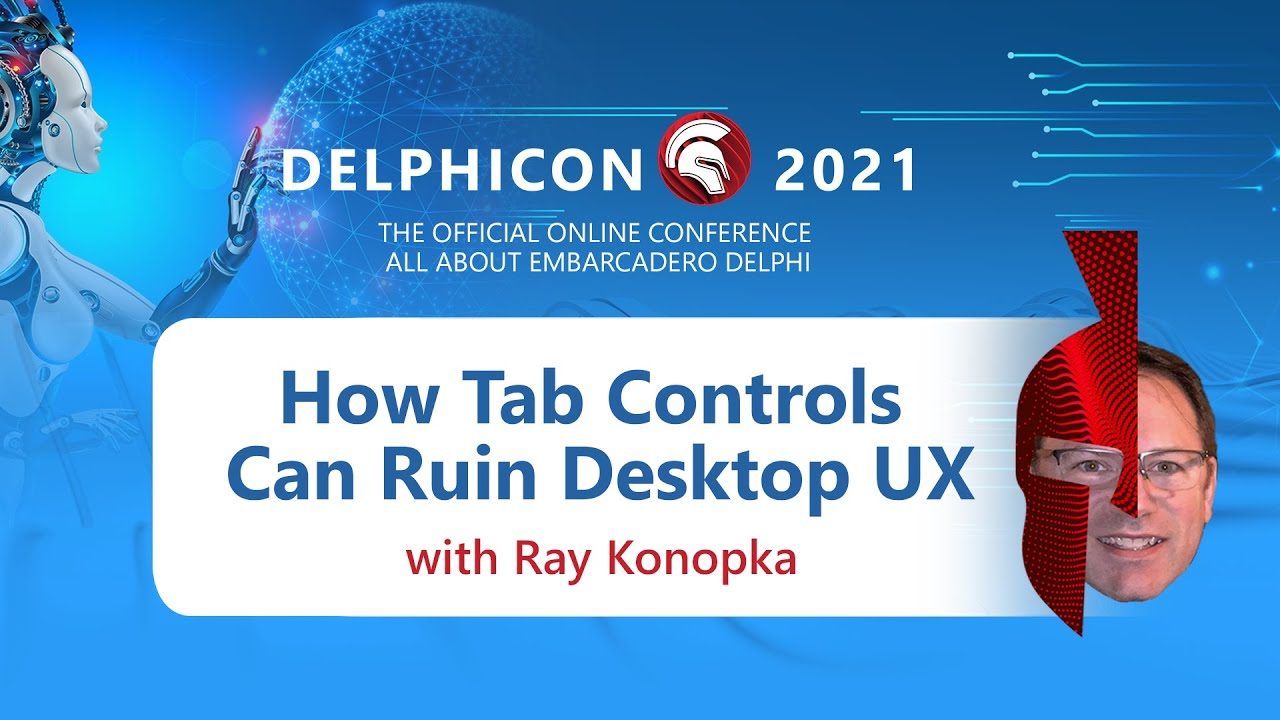 DELPHICON 2021
THE OFFICIAL ONLINE CONFERENCE
ALL ABOUT EMBARCADERO DELPHI
How Tab Controls
Can Ruin Desktop UX
with Ray Konopka